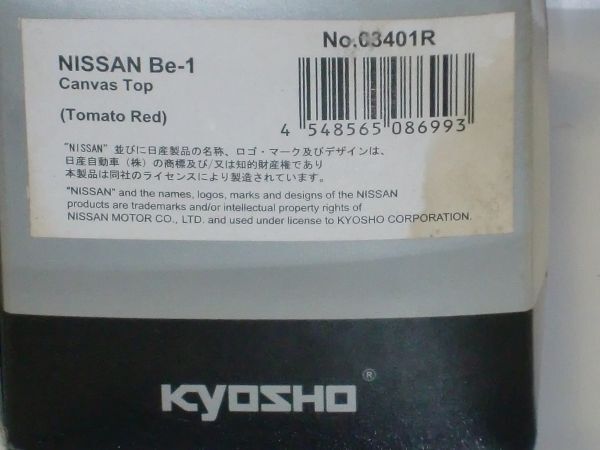 No.03401R
NISSAN Be-1
Canvas Top
(Tomato Red)
4 548565 086993
"NISSAN" 並びに日産製品の名称、ロゴ・マーク及びデザインは、
日産自動車（株）の商標及び/又は知的財産権であり
本製品は同社のライセンスにより製造されています。
"NISSAN" and the names, logos, marks and designs of the NISSAN
products are trademarks and/or intellectual property rights of
NISSAN MOTOR CO., LTD. and used under license to KYOSHO CORPORATION.
KYOSHO®